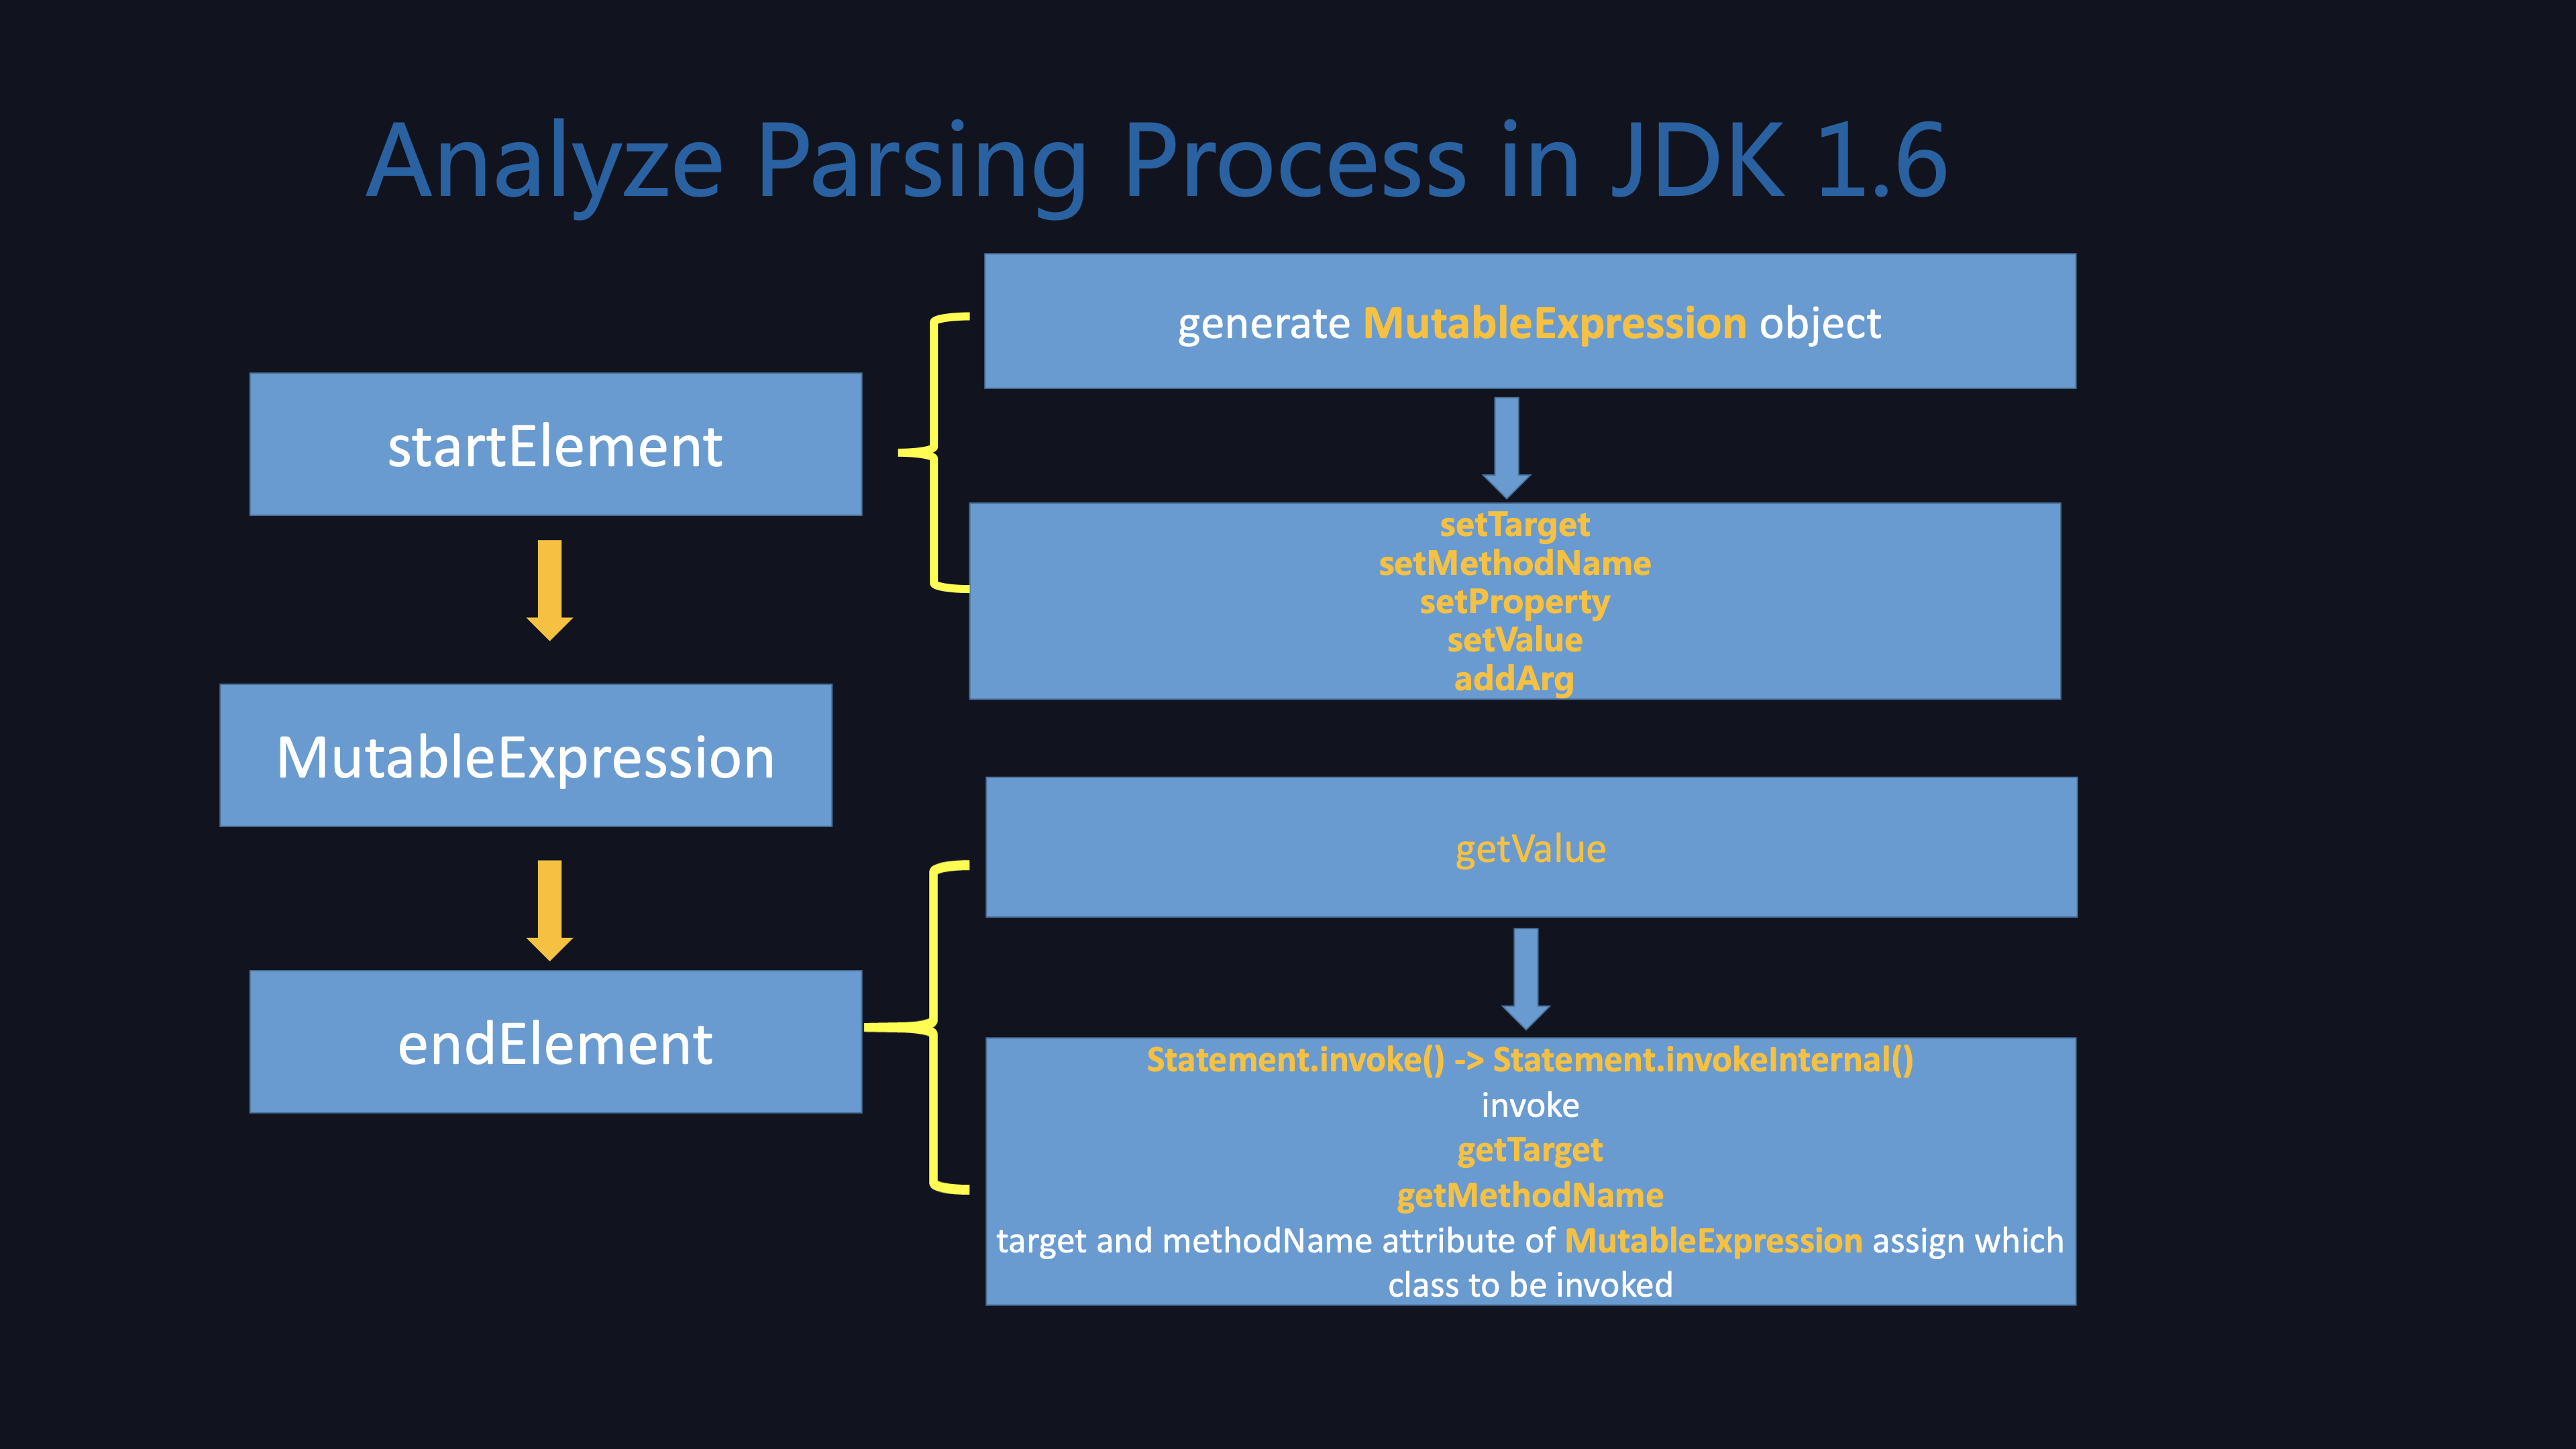 Analyze Parsing Process in JDK 1.6
startElement
MutableExpression
endElement
generate MutableExpression object
setTarget
setMethodName
setProperty
setValue
addArg
getValue
Statement.invoke() -> Statement.invokeInternal()
invoke
getTarget
getMethodName
target and methodName attribute of MutableExpression assign which
class to be invoked